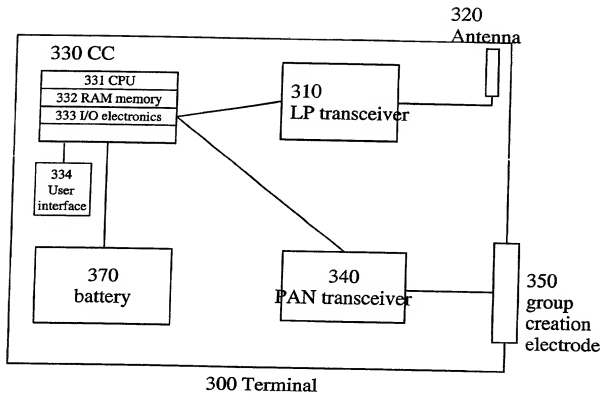 320
Antenna
330 CC
331 CPU
332 RAM memory
333 I/O electronics
310
LP transceiver
334
User
interface
370
battery
340
PAN transceiver
350
group
creation
electrode
300 Terminal